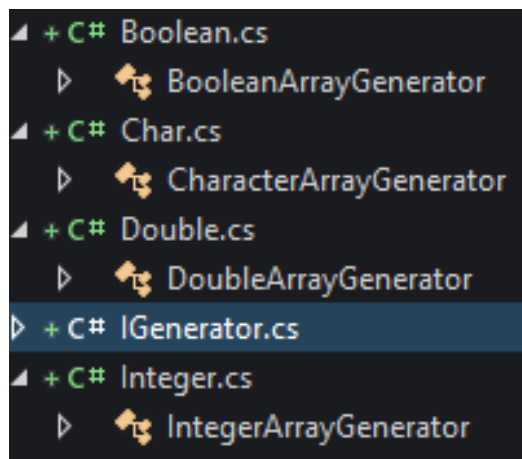 + C# Boolean.cs
BooleanArrayGenerator
+ C# Char.cs
CharacterArrayGenerator
+ C# Double.cs
DoubleArrayGenerator
+ C# IGenerator.cs
+ C# Integer.cs
IntegerArrayGenerator